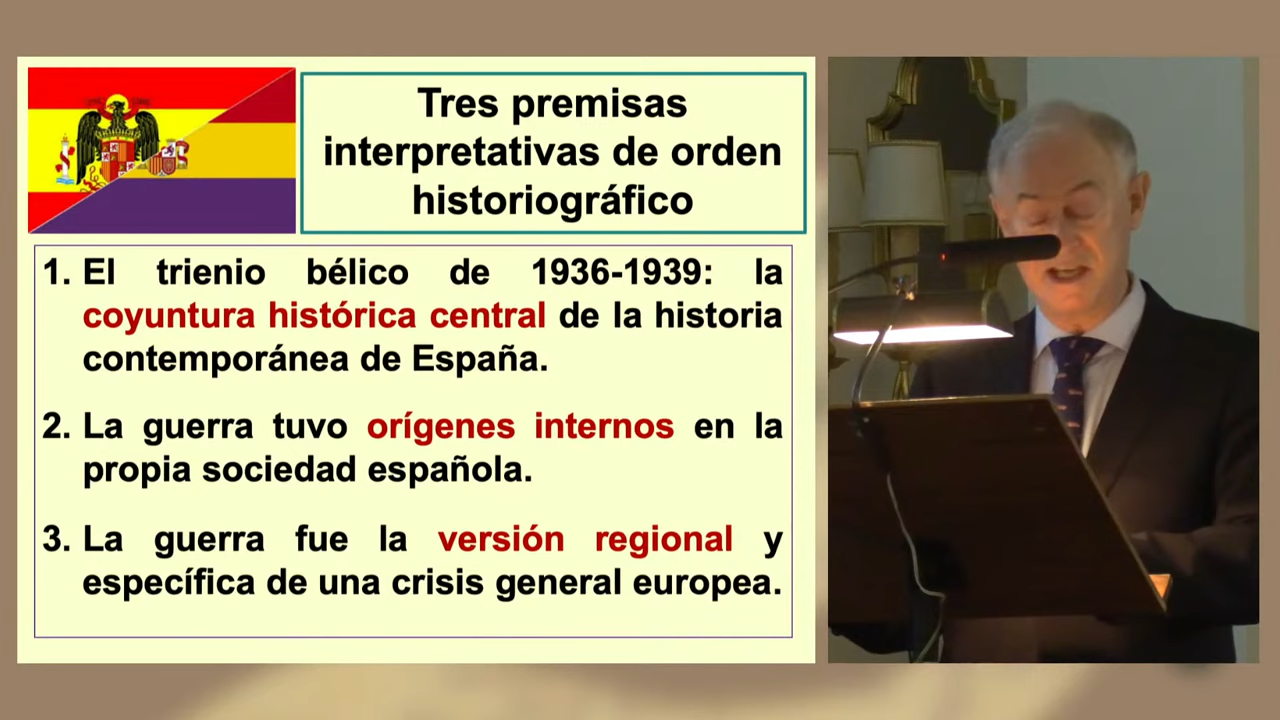 Tres premisas
interpretativas de orden
historiográfico
1. El trienio bélico de 1936-1939: la
coyuntura histórica central de la historia
contemporánea de España.
2. La guerra tuvo orígenes internos en la
propia sociedad española.
3. La guerra fue la versión regional y
específica de una crisis general europea.